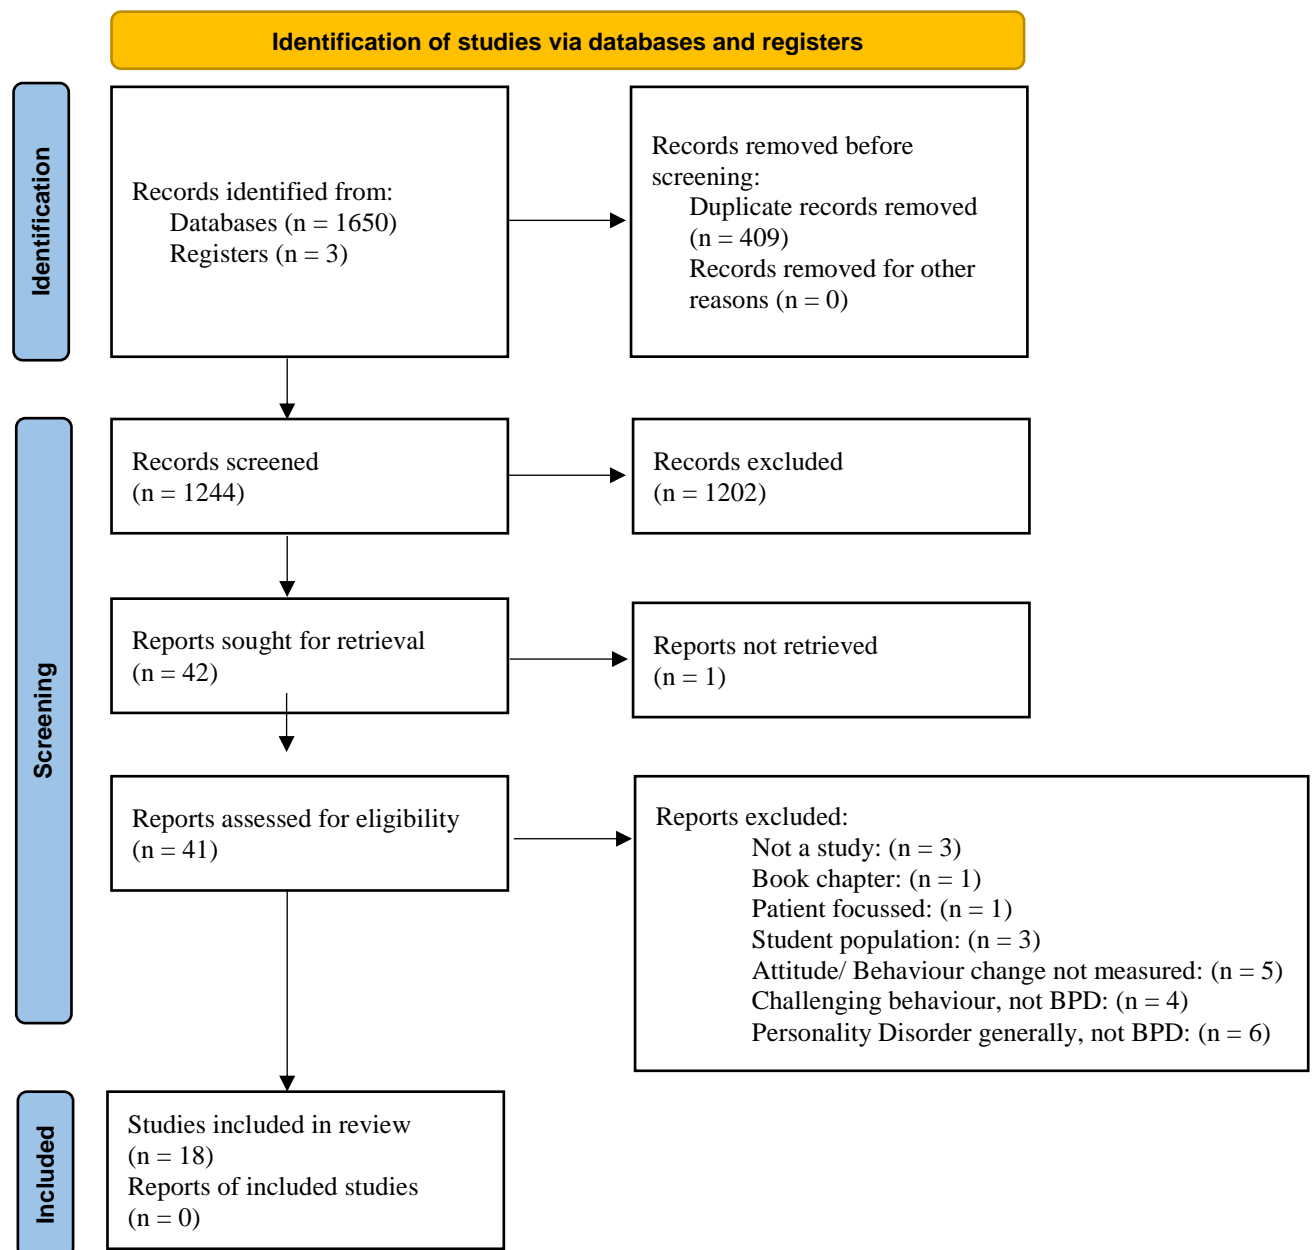 Identification of studies via databases and registers
Identification
Records identified from:
Databases (n = 1650)
Registers (n = 3)
Records removed before
screening:
Duplicate records removed
(n = 409)
Records removed for other
reasons (n = 0)
Screening
Records screened
(n = 1244)
Records excluded
(n = 1202)
Reports sought for retrieval
(n = 42)
Reports not retrieved
(n = 1)
Reports assessed for eligibility
(n = 41)
Reports excluded:
Not a study: (n = 3)
Book chapter: (n = 1)
Patient focussed: (n = 1)
Student population: (n = 3)
Attitude/ Behaviour change not measured: (n = 5)
Challenging behaviour, not BPD: (n = 4)
Personality Disorder generally, not BPD: (n = 6)
Included
Studies included in review
(n = 18)
Reports of included studies
(n = 0)